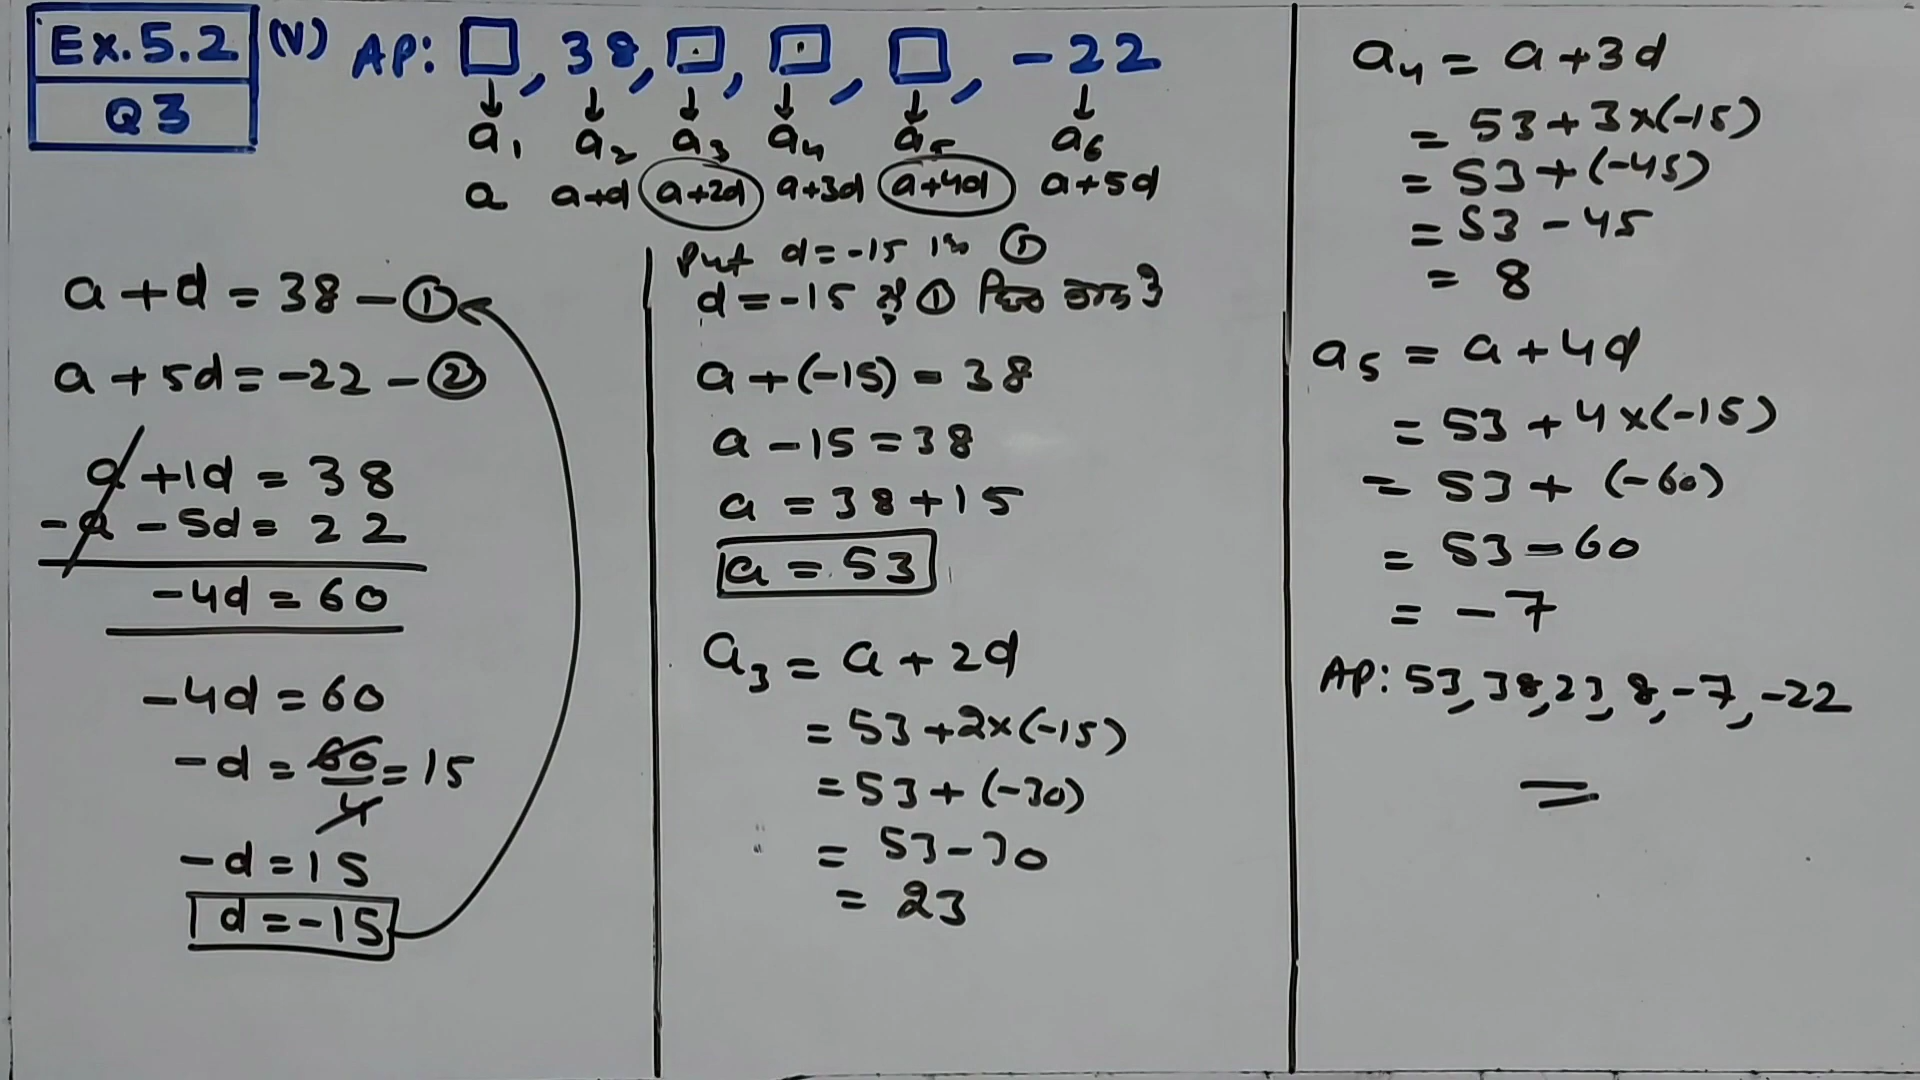 Ex. 5.2
Q3
(V) AP: □, 38, □, □, □, -22
↓ ↓ ↓ ↓ ↓ ↓
a₁ a₂ a₃ a₄ a₅ a₆
a a+d a+2d a+3d a+4d a+5d
a + d = 38 - ①
a + 5d = -22 - ②
a + 1d = 38
-a - 5d = 22
-4d = 60
-4d = 60
-d = 60/4 = 15
-d = 15
d = -15
Put d = -15 in ①
d = -15 ਨੂੰ ① ਵਿਚ
a + (-15) = 38
a - 15 = 38
a = 38 + 15
a = 53
a₃ = a + 2d
= 53 + 2×(-15)
= 53 + (-30)
= 53 - 30
= 23
a₄ = a + 3d
= 53 + 3×(-15)
= 53 + (-45)
= 53 - 45
= 8
a₅ = a + 4d
= 53 + 4×(-15)
= 53 + (-60)
= 53 - 60
= -7
AP: 53, 38, 23, 8, -7, -22